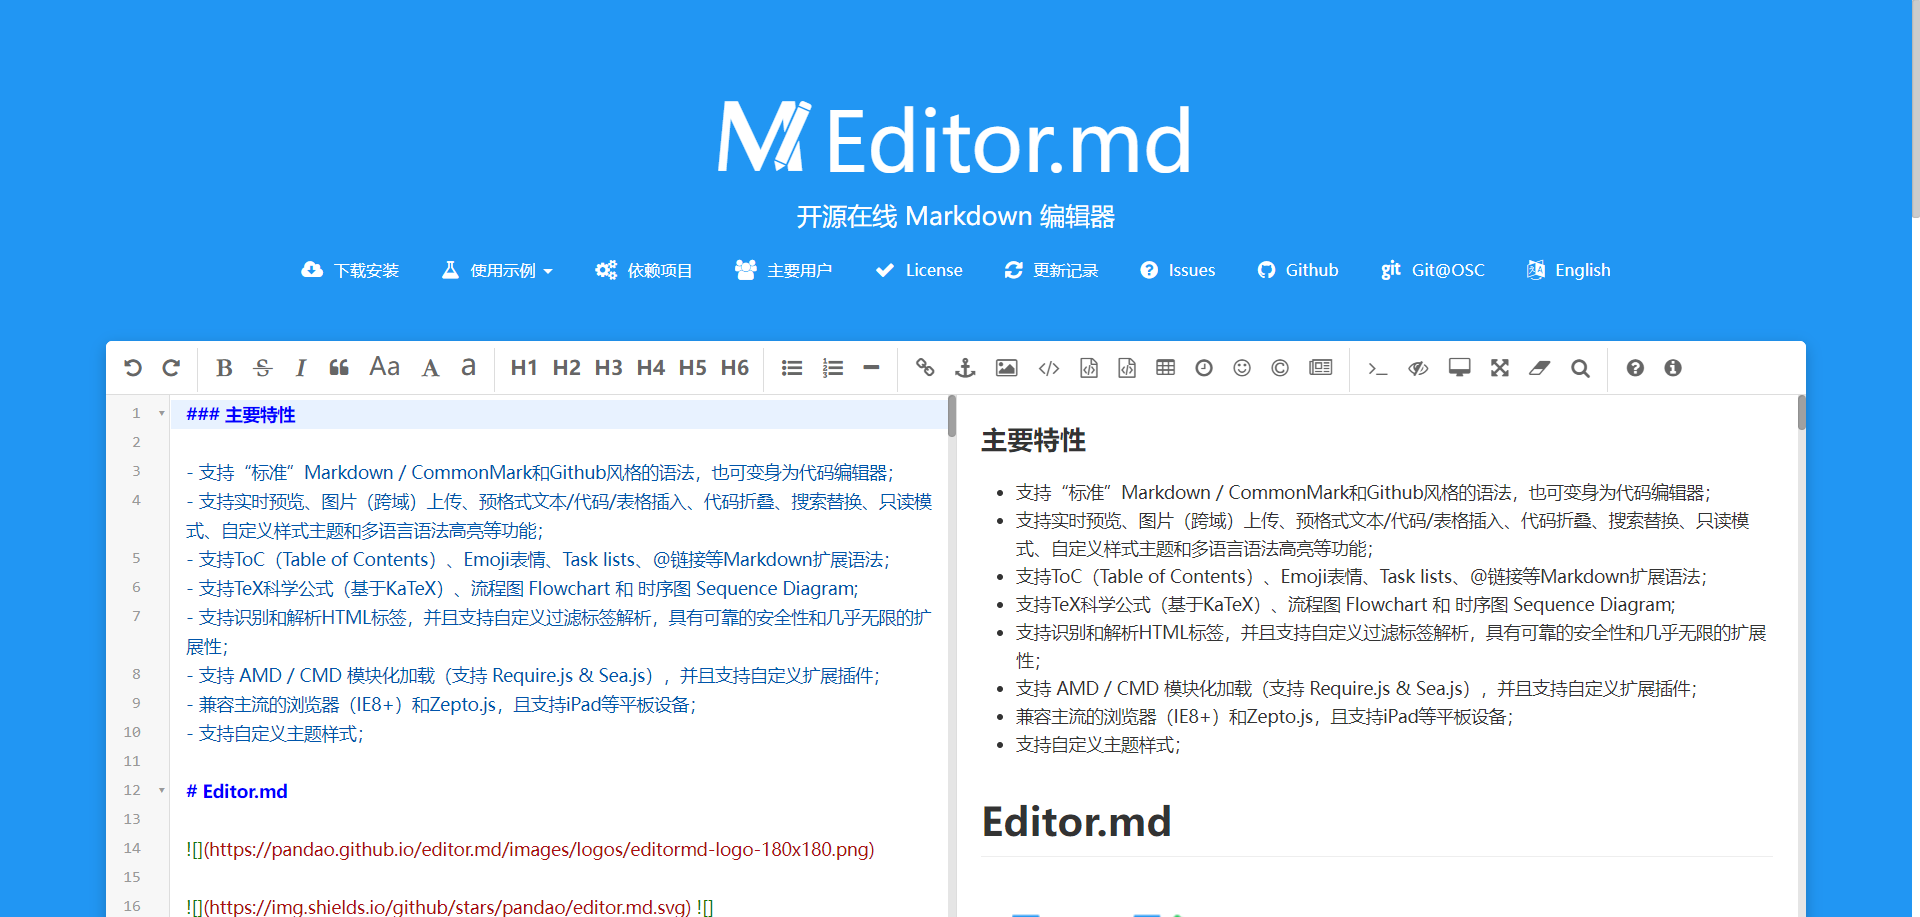 Editor.md
开源在线 Markdown 编辑器
下载安装 使用示例 依赖项目 主要用户 License 更新记录 Issues Github git Git@OSC English
B S I Aa A a H1 H2 H3 H4 H5 H6
1 ### 主要特性
2
3 - 支持“标准”Markdown / CommonMark和Github风格的语法，也可变身为代码编辑器；
4 - 支持实时预览、图片（跨域）上传、预格式文本/代码/表格插入、代码折叠、搜索替换、只读模
式、自定义样式主题和多语言语法高亮等功能；
5 - 支持ToC（Table of Contents）、Emoji表情、Task lists、@链接等Markdown扩展语法；
6 - 支持TeX科学公式（基于KaTeX）、流程图 Flowchart 和 时序图 Sequence Diagram;
7 - 支持识别和解析HTML标签，并且支持自定义过滤标签解析，具有可靠的安全性和几乎无限的扩
展性；
8 - 支持 AMD / CMD 模块化加载（支持 Require.js & Sea.js），并且支持自定义扩展插件；
9 - 兼容主流的浏览器（IE8+）和Zepto.js，且支持iPad等平板设备；
10 - 支持自定义主题样式；
11
12 # Editor.md
13
14 ![](https://pandao.github.io/editor.md/images/logos/editormd-logo-180x180.png)
15
16 ![](https://img.shields.io/github/stars/pandao/editor.md.svg) ![]
主要特性
支持“标准”Markdown / CommonMark和Github风格的语法，也可变身为代码编辑器；
支持实时预览、图片（跨域）上传、预格式文本/代码/表格插入、代码折叠、搜索替换、只读模
式、自定义样式主题和多语言语法高亮等功能；
支持ToC（Table of Contents）、Emoji表情、Task lists、@链接等Markdown扩展语法；
支持TeX科学公式（基于KaTeX）、流程图 Flowchart 和 时序图 Sequence Diagram;
支持识别和解析HTML标签，并且支持自定义过滤标签解析，具有可靠的安全性和几乎无限的扩展
性；
支持 AMD / CMD 模块化加载（支持 Require.js & Sea.js），并且支持自定义扩展插件；
兼容主流的浏览器（IE8+）和Zepto.js，且支持iPad等平板设备；
支持自定义主题样式；
Editor.md